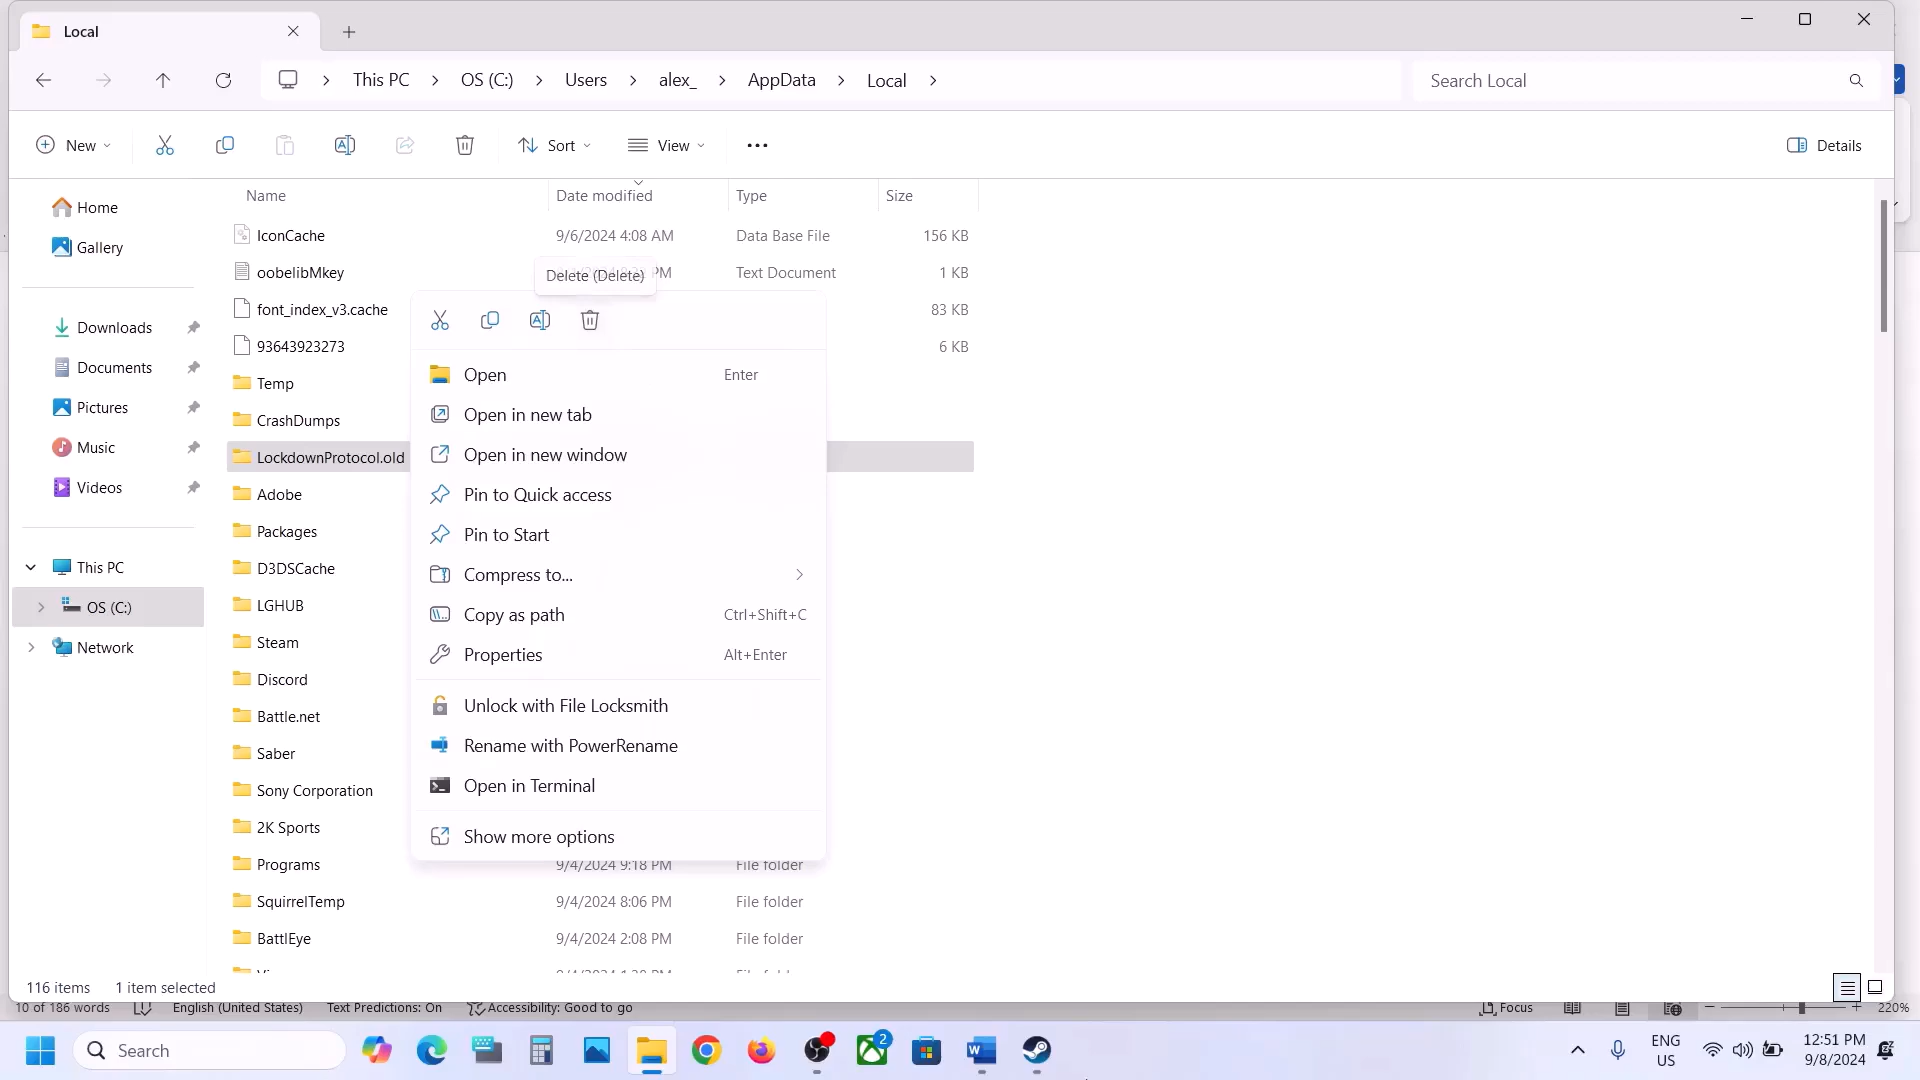 Local
This PC
OS (C:)
Users
alex_
AppData
Local
Search Local
New
Sort
View
Details
Name
Date modified
Type
Size
Home
Gallery
Downloads
Documents
Pictures
Music
Videos
This PC
OS (C:)
Network
IconCache 9/6/2024 4:08 AM Data Base File 156 KB
oobelibMkey PM Text Document 1 KB
Delete (Delete)
font_index_v3.cache 83 KB
93643923273 6 KB
Temp
CrashDumps
LockdownProtocol.old
Adobe
Packages
D3DSCache
LGHUB
Steam
Discord
Battle.net
Saber
Sony Corporation
2K Sports
Programs 9/4/2024 9:18 PM File folder
SquirrelTemp 9/4/2024 8:06 PM File folder
BattlEye 9/4/2024 2:08 PM File folder
Open Enter
Open in new tab
Open in new window
Pin to Quick access
Pin to Start
Compress to...
Copy as path Ctrl+Shift+C
Properties Alt+Enter
Unlock with File Locksmith
Rename with PowerRename
Open in Terminal
Show more options
116 items 1 item selected
10 of 186 words English (United States) Text Predictions: On Accessibility: Good to go Focus 220%
Search
2
ENG
US
12:51 PM
9/8/2024